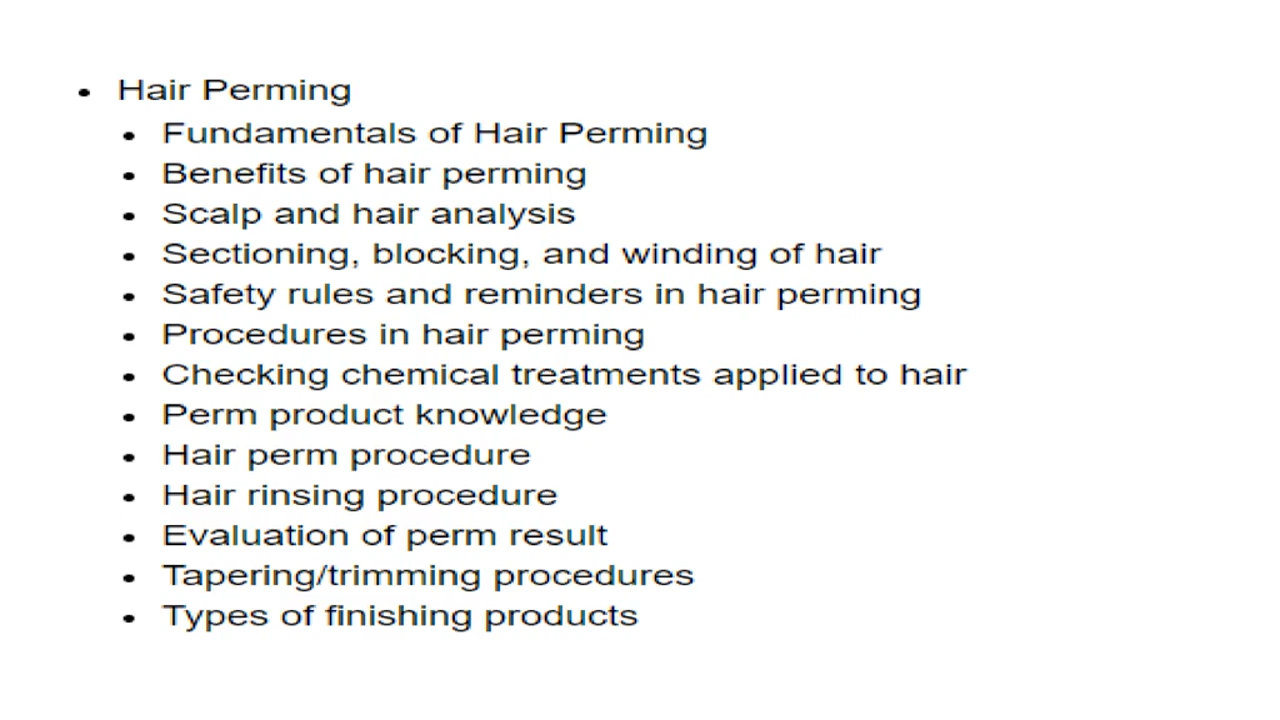 • Hair Perming
• Fundamentals of Hair Perming
• Benefits of hair perming
• Scalp and hair analysis
• Sectioning, blocking, and winding of hair
• Safety rules and reminders in hair perming
• Procedures in hair perming
• Checking chemical treatments applied to hair
• Perm product knowledge
• Hair perm procedure
• Hair rinsing procedure
• Evaluation of perm result
• Tapering/trimming procedures
• Types of finishing products